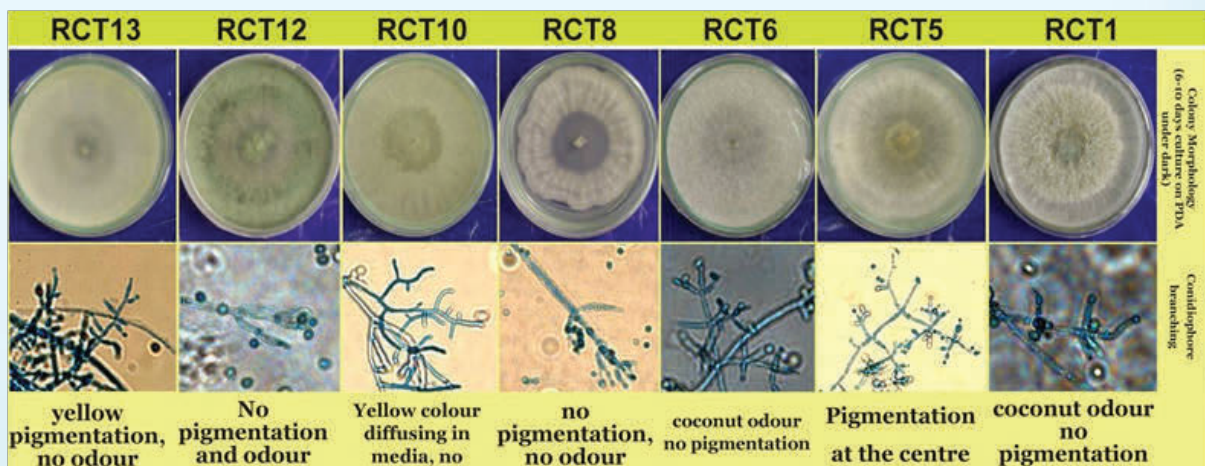 RCT13 RCT12 RCT10 RCT8 RCT6 RCT5 RCT1
Colony Morphology
(6-10 days culture on PDA
under dark)
Conidiophore
branching
yellow
pigmentation,
no odour
No
pigmentation
and odour
Yellow colour
diffusing in
media, no
no
pigmentation,
no odour
coconut odour
no pigmentation
Pigmentation
at the centre
coconut odour
no
pigmentation